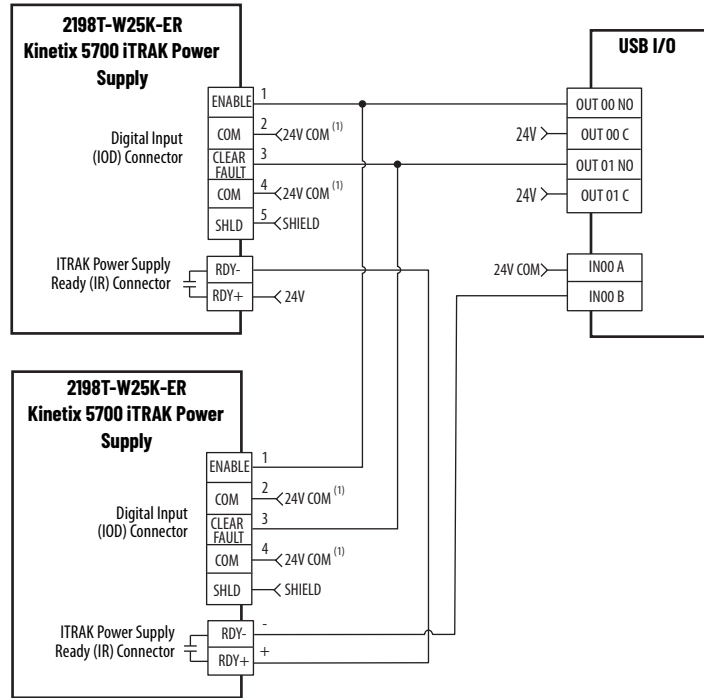 2198T-W25K-ER
Kinetix 5700 iTRAK Power
Supply
Digital Input
(IOD) Connector
ENABLE 1
COM 2 24V COM (1)
CLEAR
FAULT 3
COM 4 24V COM (1)
SHLD 5 SHIELD
ITRAK Power Supply
Ready (IR) Connector
RDY-
RDY+ 24V
USB I/O
OUT 00 NO
24V OUT 00 C
OUT 01 NO
24V OUT 01 C
24V COM IN00 A
IN00 B
2198T-W25K-ER
Kinetix 5700 iTRAK Power
Supply
Digital Input
(IOD) Connector
ENABLE 1
COM 2 24V COM (1)
CLEAR
FAULT 3
COM 4 24V COM (1)
SHLD SHIELD
ITRAK Power Supply
Ready (IR) Connector
RDY- -
RDY+ +